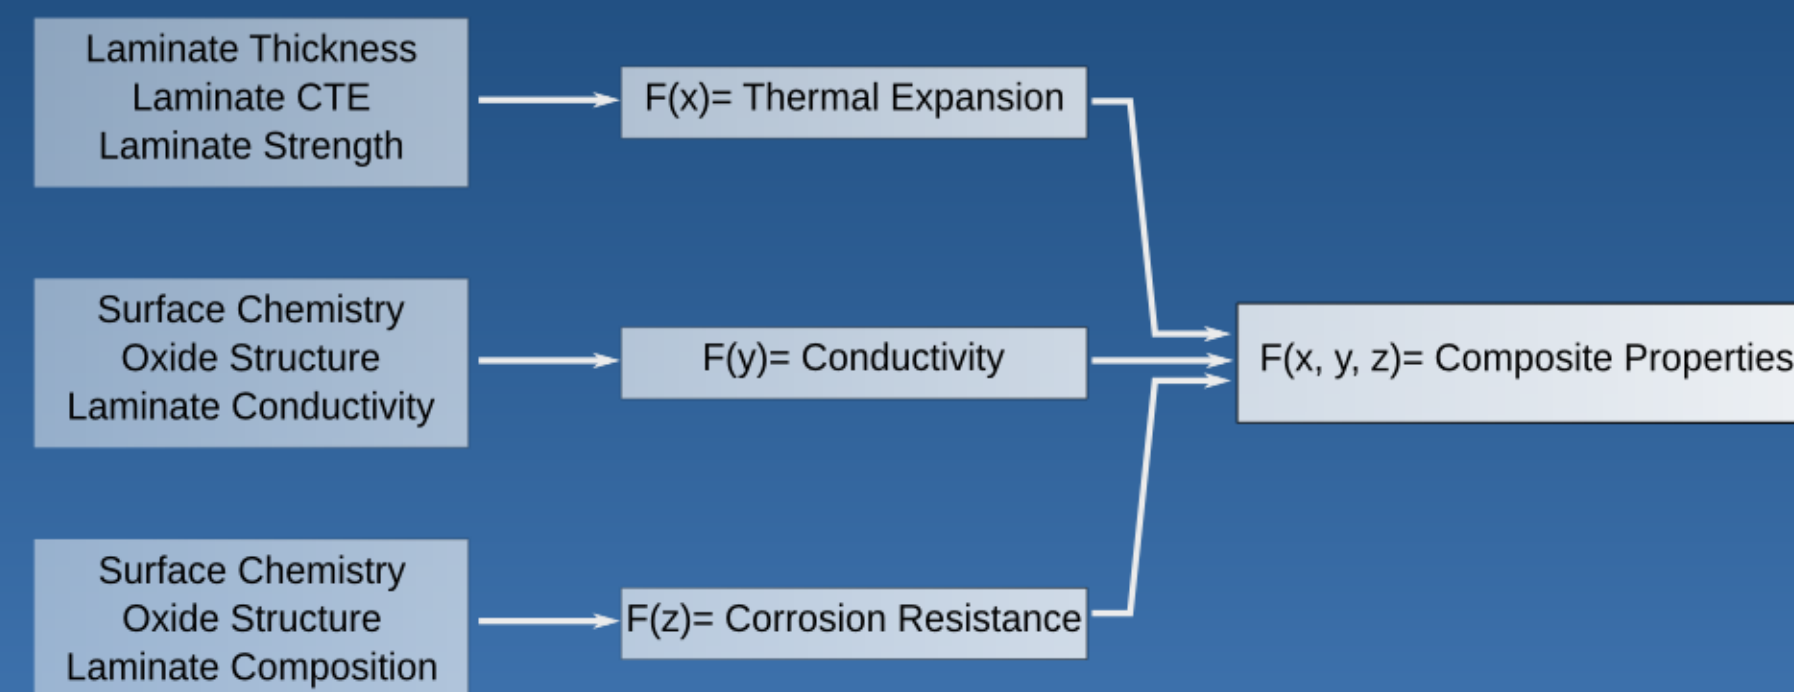 Laminate Thickness
Laminate CTE
Laminate Strength
F(x)= Thermal Expansion
Surface Chemistry
Oxide Structure
Laminate Conductivity
F(y)= Conductivity
F(x, y, z)= Composite Properties
Surface Chemistry
Oxide Structure
Laminate Composition
F(z)= Corrosion Resistance